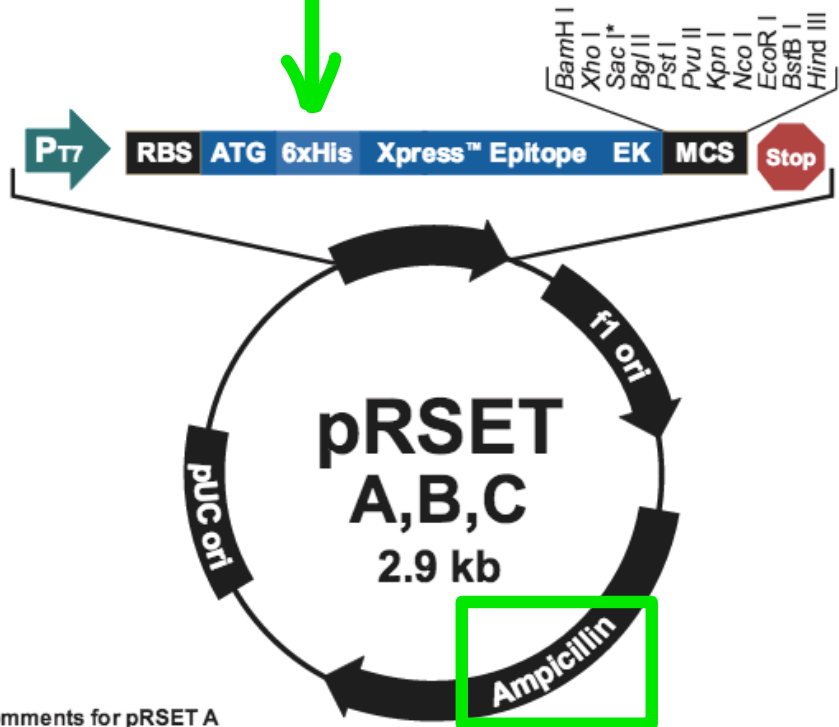 BamH I
Xho I
Sac I*
Bgl II
Pst I
Pvu II
Kpn I
Nco I
EcoR I
BstB I
Hind III
PT7
RBS ATG 6xHis Xpress™ Epitope EK MCS Stop
f1 ori
pRSET
A,B,C
2.9 kb
pUC ori
Ampicillin
mments for pRSET A